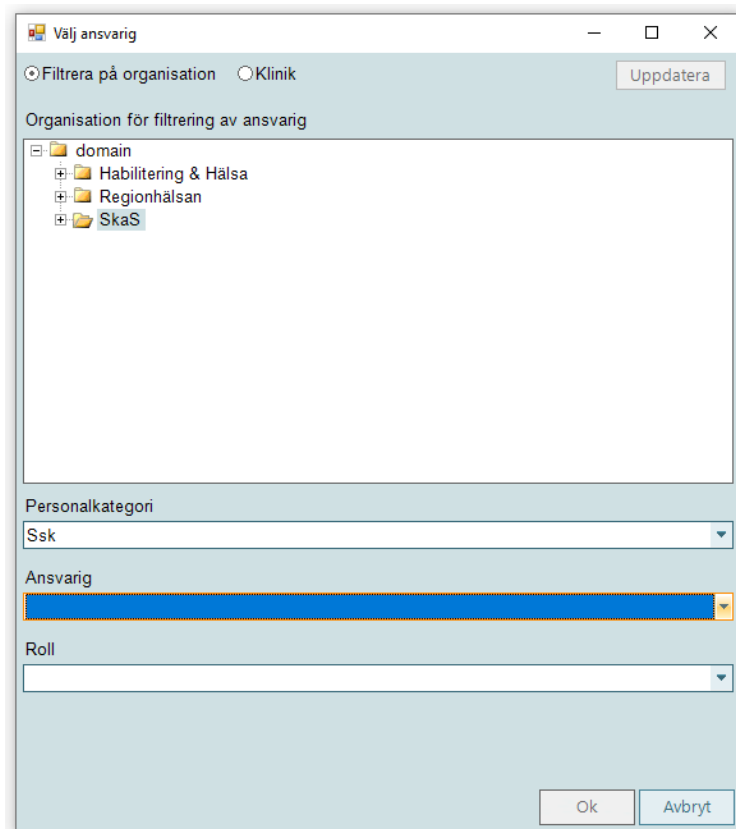 Välj ansvarig
Filtrera på organisation Klinik Uppdatera
Organisation för filtrering av ansvarig
domain
Habilitering & Hälsa
Regionhälsan
SkaS
Personalkategori
Ssk
Ansvarig
Roll
Ok Avbryt